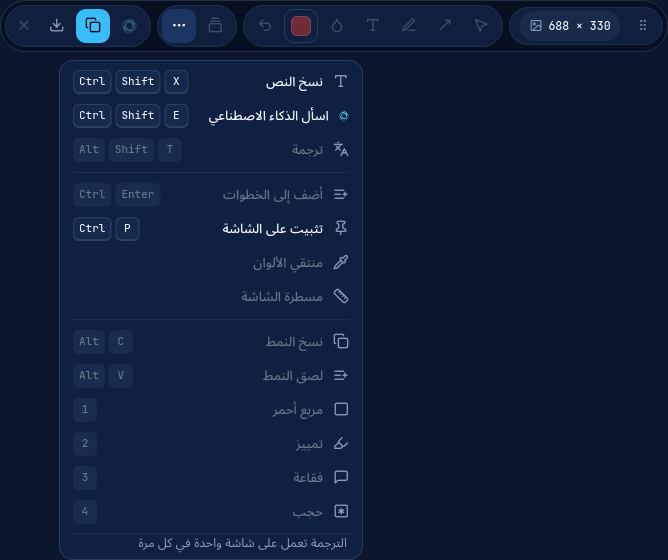 688 × 330
نسخ النص Ctrl Shift X
اسأل الذكاء الاصطناعي Ctrl Shift E
ترجمة Alt Shift T
أضف إلى الخطوات Ctrl Enter
تثبيت على الشاشة Ctrl P
منتقي الألوان
مسطرة الشاشة
نسخ النمط Alt C
لصق النمط Alt V
مربع أحمر 1
تمييز 2
فقاعة 3
حجب 4
الترجمة تعمل على شاشة واحدة في كل مرة